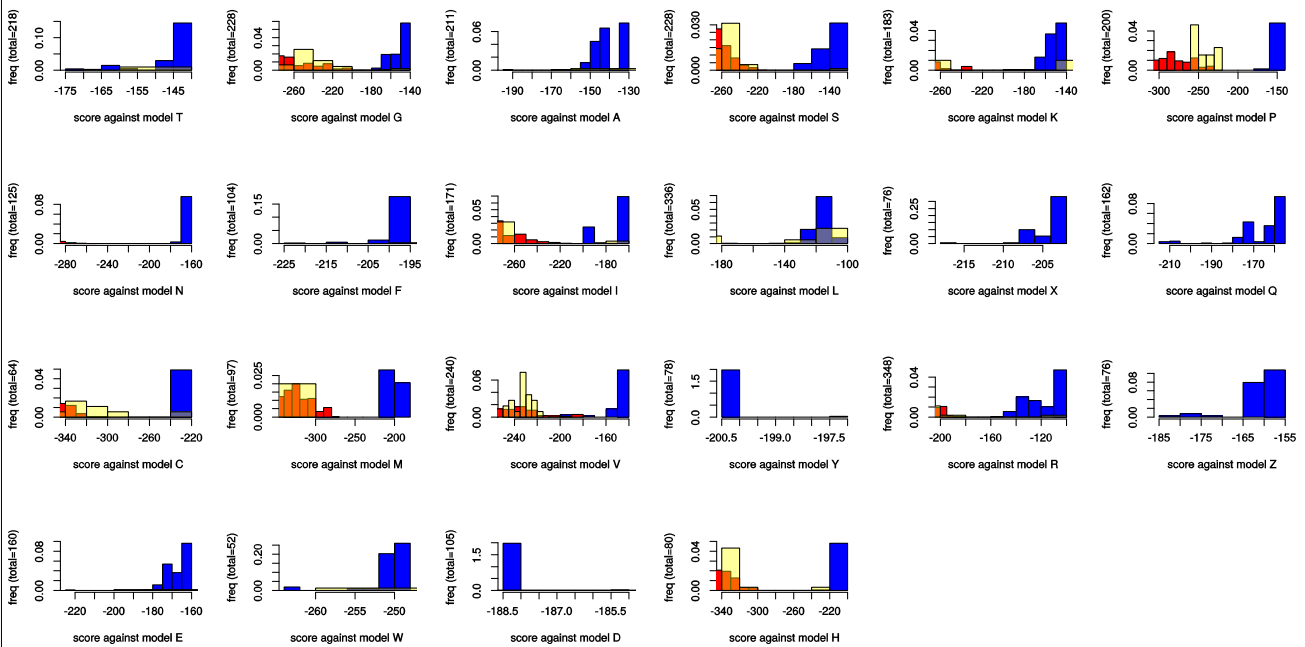 freq (total=218)
0.00 0.10
-175 -165 -155 -145
score against model T
freq (total=228)
0.00 0.04
-260 -220 -180 -140
score against model G
freq (total=211)
0.00 0.06
-190 -170 -150 -130
score against model A
freq (total=228)
0.000 0.030
-260 -220 -180 -140
score against model S
freq (total=183)
0.00 0.04
-260 -220 -180 -140
score against model K
freq (total=200)
0.00 0.04
-300 -250 -200 -150
score against model P
freq (total=125)
0.00 0.08
-280 -240 -200 -160
score against model N
freq (total=104)
0.00 0.15
-225 -215 -205 -195
score against model F
freq (total=171)
0.00 0.05
-260 -220 -180
score against model I
freq (total=336)
0.00 0.05
-180 -140 -100
score against model L
freq (total=76)
0.00 0.25
-215 -210 -205
score against model X
freq (total=162)
0.00 0.08
-210 -190 -170
score against model Q
freq (total=64)
0.00 0.04
-340 -300 -260 -220
score against model C
freq (total=97)
0.000 0.025
-300 -260 -200
score against model M
freq (total=240)
0.00 0.06
-240 -200 -160
score against model V
freq (total=78)
0.0 1.5
-200.5 -199.0 -197.5
score against model Y
freq (total=348)
0.00 0.04
-200 -160 -120
score against model R
freq (total=76)
0.00 0.08
-185 -175 -165 -155
score against model Z
freq (total=160)
0.00 0.08
-220 -200 -180 -160
score against model E
freq (total=52)
0.00 0.20
-260 -250
score against model W
freq (total=105)
0.0 1.5
-188.5 -187.0 -185.5
score against model D
freq (total=80)
0.00 0.04
-340 -300 -260 -220
score against model H